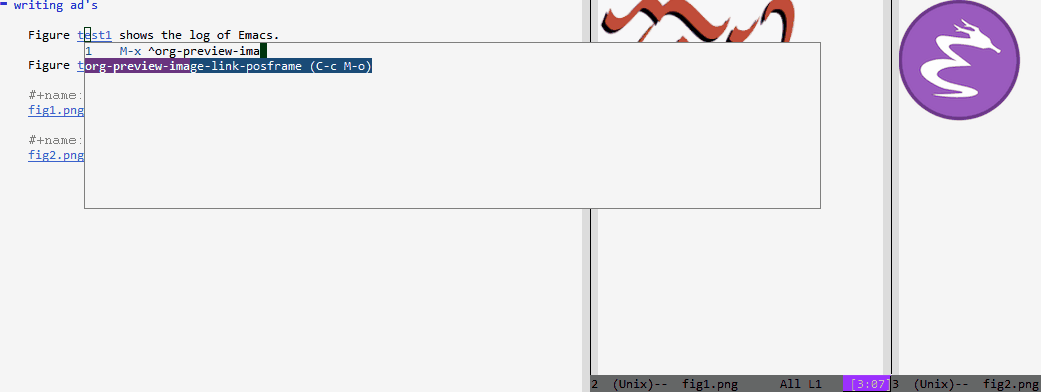 writing ad's
Figure test1 shows the log of Emacs.
1 M-x ^org-preview-ima
org-preview-image-link-posframe (C-c M-o)
Figure t
#+name:
fig1.png
#+name:
fig2.png
2 (Unix)-- fig1.png All L1 [3:07]
3 (Unix)-- fig2.png